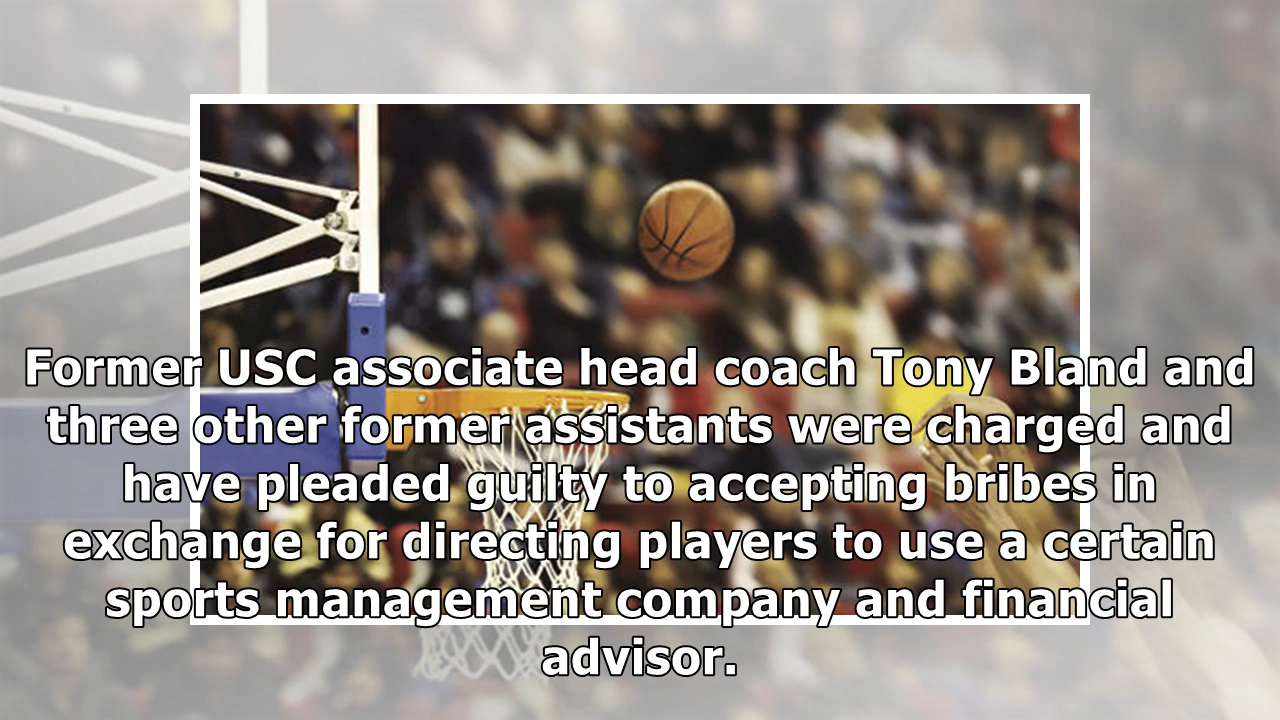 Former USC associate head coach Tony Bland and
three other former assistants were charged and
have pleaded guilty to accepting bribes in
exchange for directing players to use a certain
sports management company and financial
advisor.